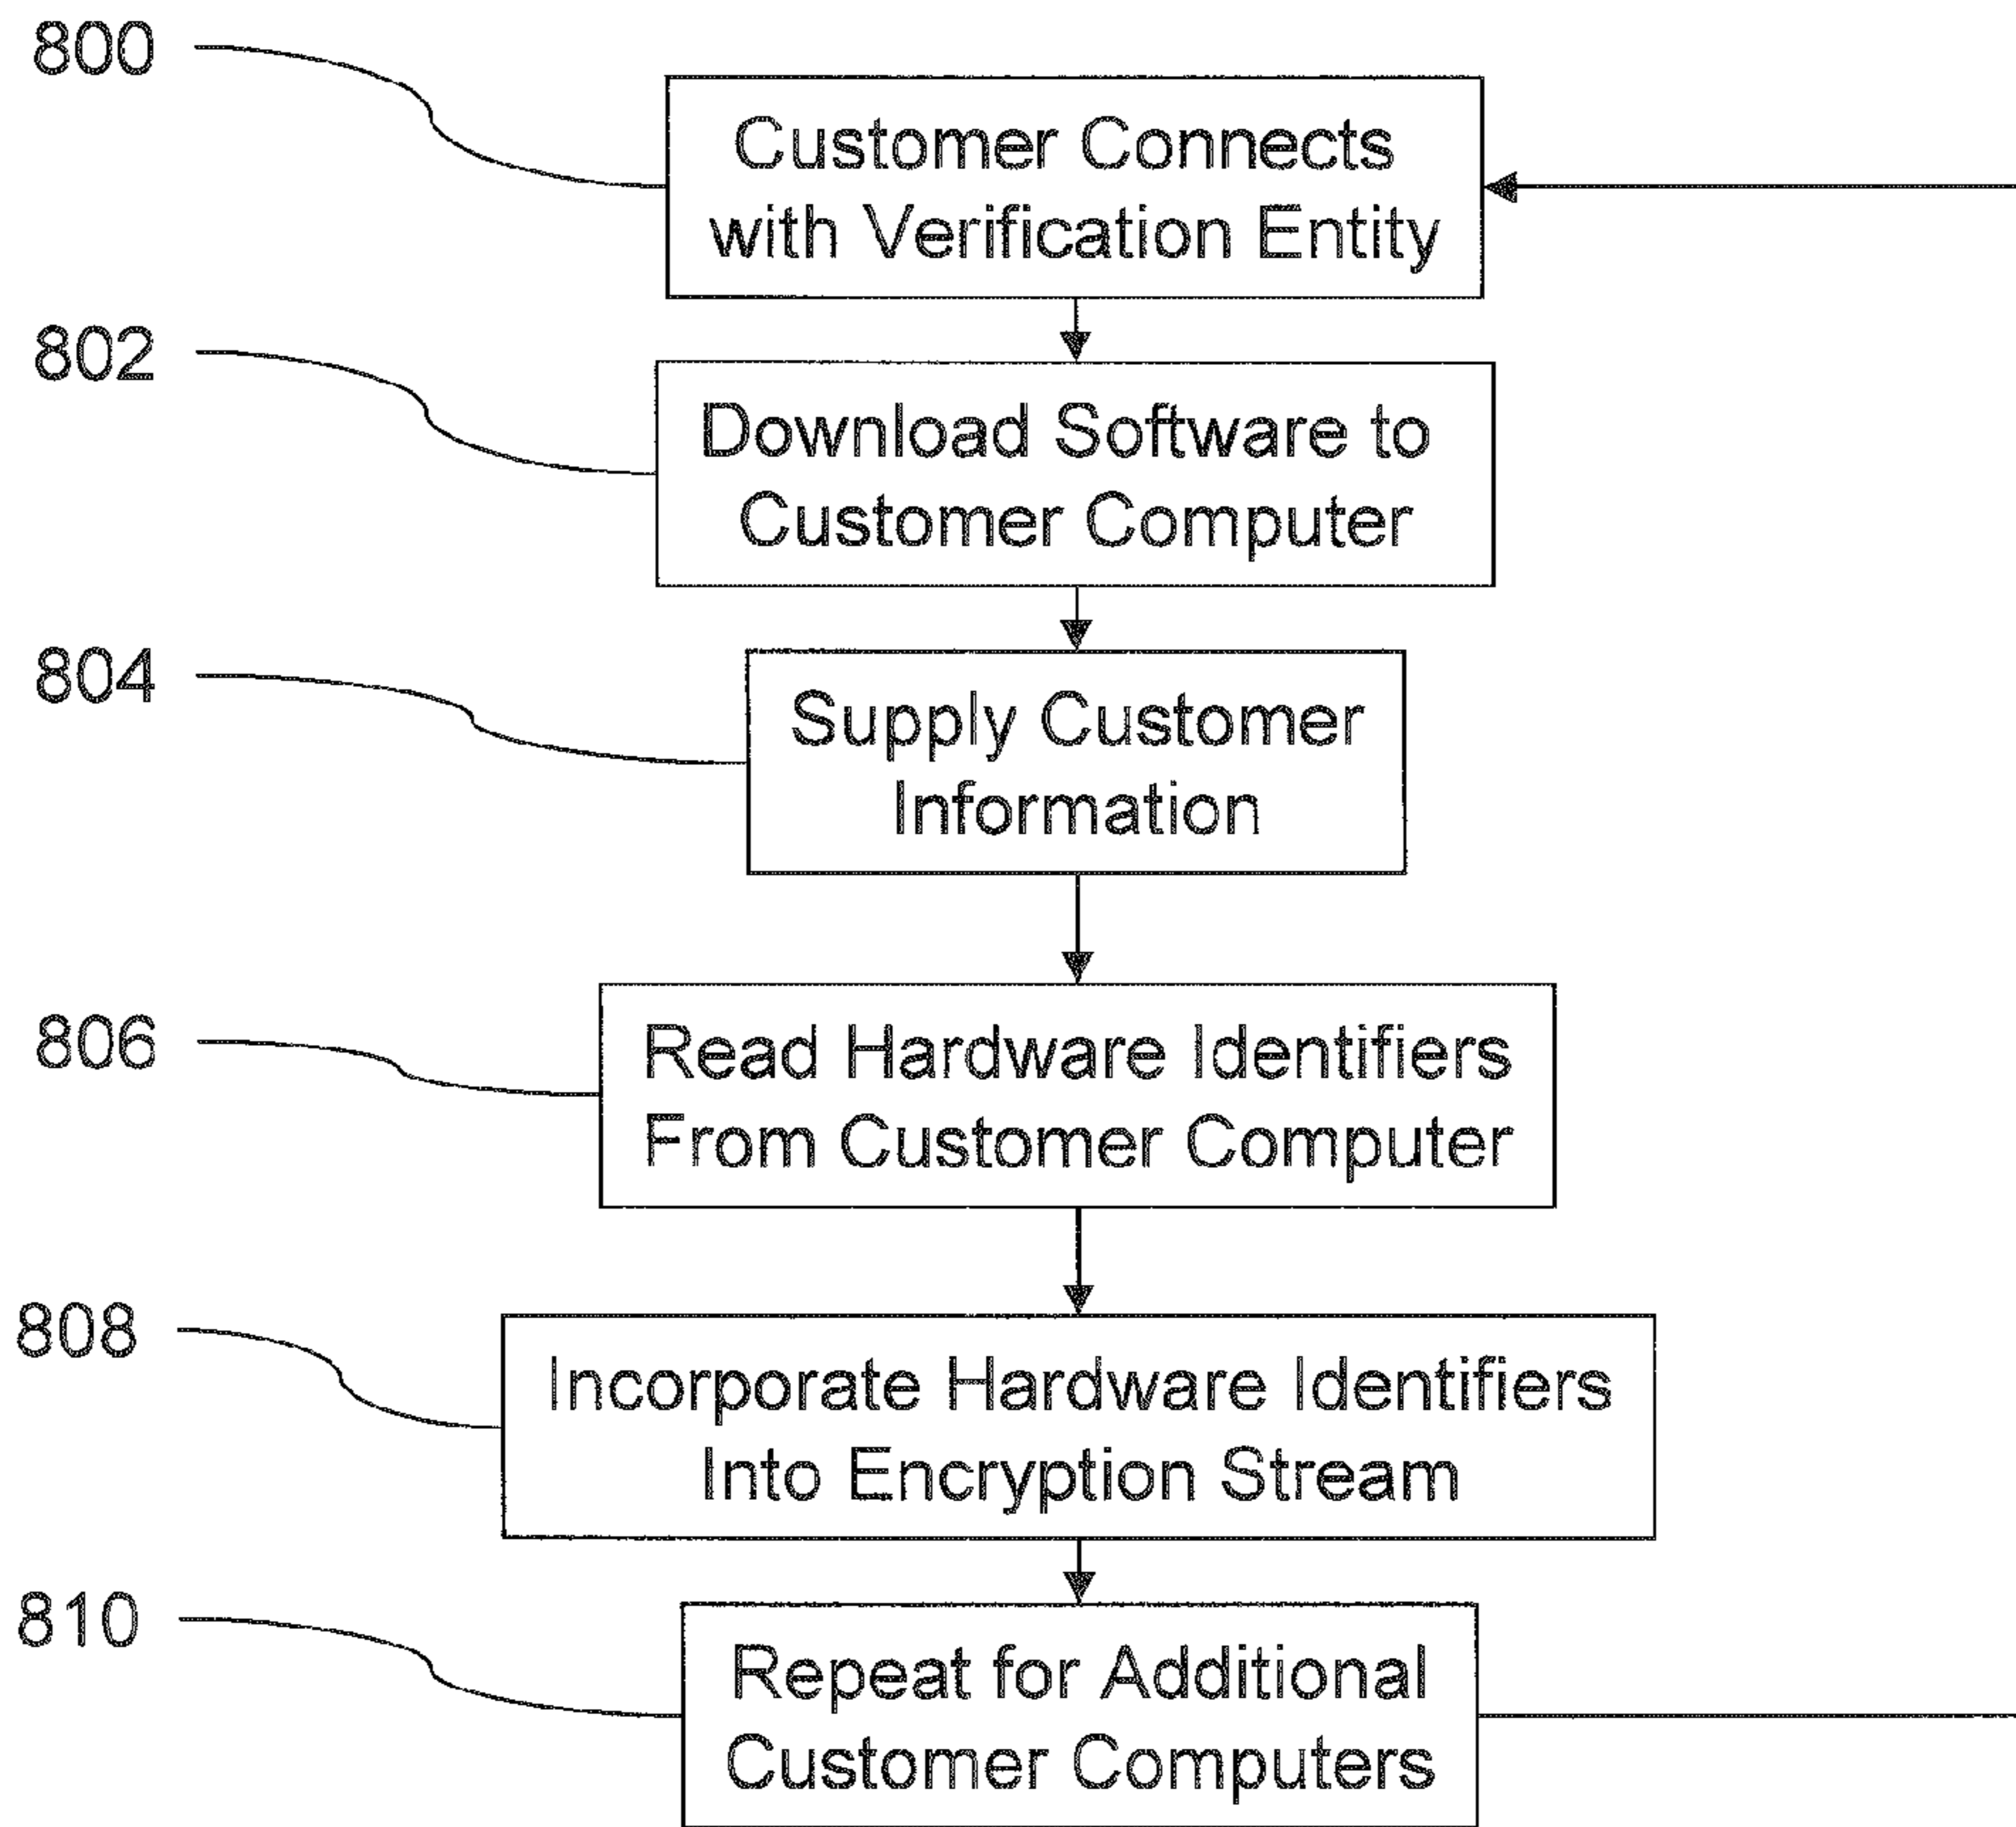 800
Customer Connects
with Verification Entity
802
Download Software to
Customer Computer
804
Supply Customer
Information
806
Read Hardware Identifiers
From Customer Computer
808
Incorporate Hardware Identifiers
Into Encryption Stream
810
Repeat for Additional
Customer Computers